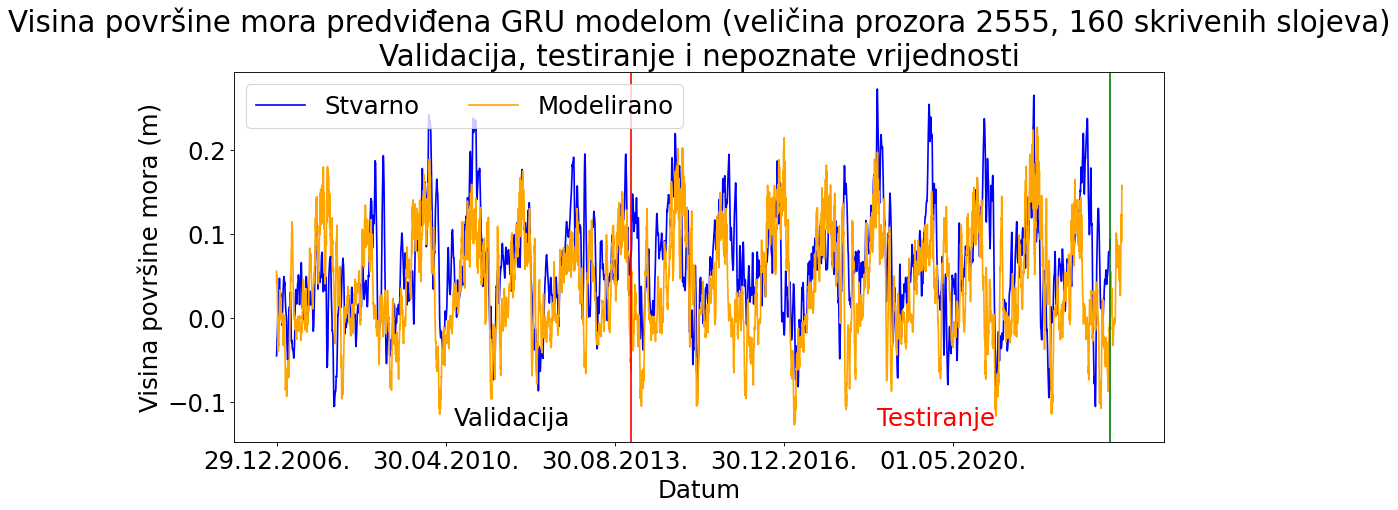 Visina površine mora predviđena GRU modelom (veličina prozora 2555, 160 skrivenih slojeva)
Validacija, testiranje i nepoznate vrijednosti
Stvarno Modelirano
Visina površine mora (m)
0.2
0.1
0.0
−0.1
Validacija Testiranje
29.12.2006. 30.04.2010. 30.08.2013. 30.12.2016. 01.05.2020.
Datum